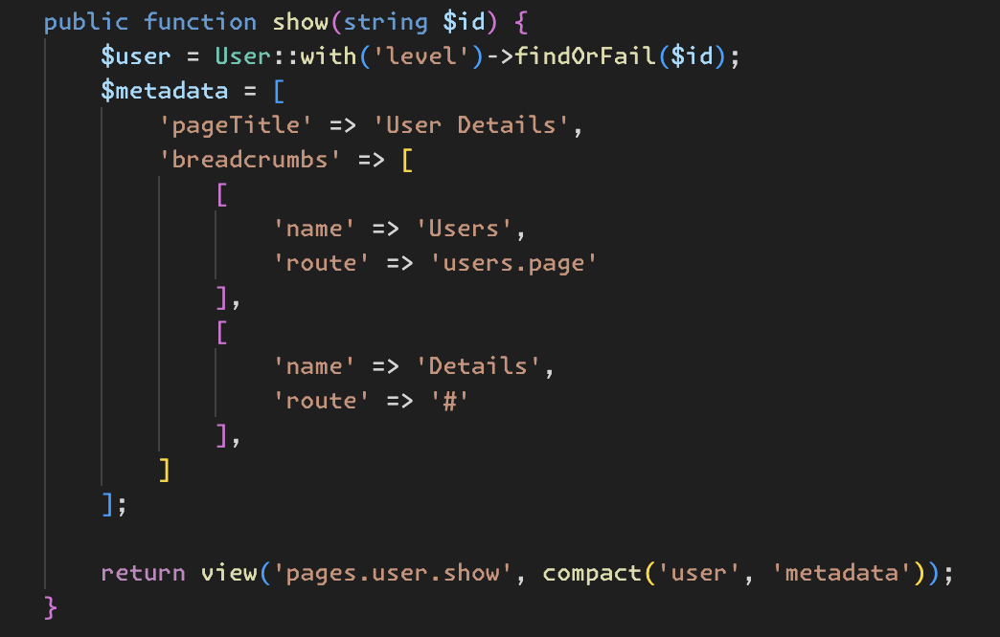 public function show(string $id) {
    $user = User::with('level')->findOrFail($id);
    $metadata = [
        'pageTitle' => 'User Details',
        'breadcrumbs' => [
            [
                'name' => 'Users',
                'route' => 'users.page'
            ],
            [
                'name' => 'Details',
                'route' => '#'
            ],
        ]
    ];

    return view('pages.user.show', compact('user', 'metadata'));
}